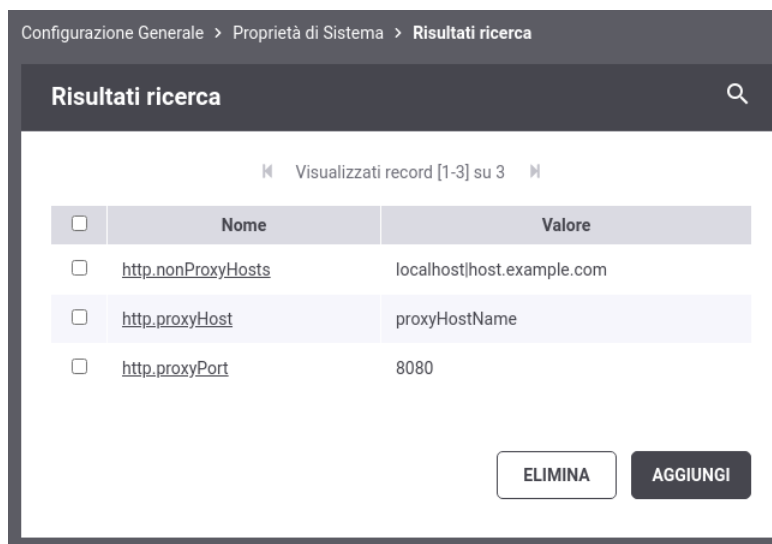 Configurazione Generale > Proprietà di Sistema > Risultati ricerca
Risultati ricerca
Visualizzati record [1-3] su 3
Nome Valore
http.nonProxyHosts localhost|host.example.com
http.proxyHost proxyHostName
http.proxyPort 8080
ELIMINA AGGIUNGI